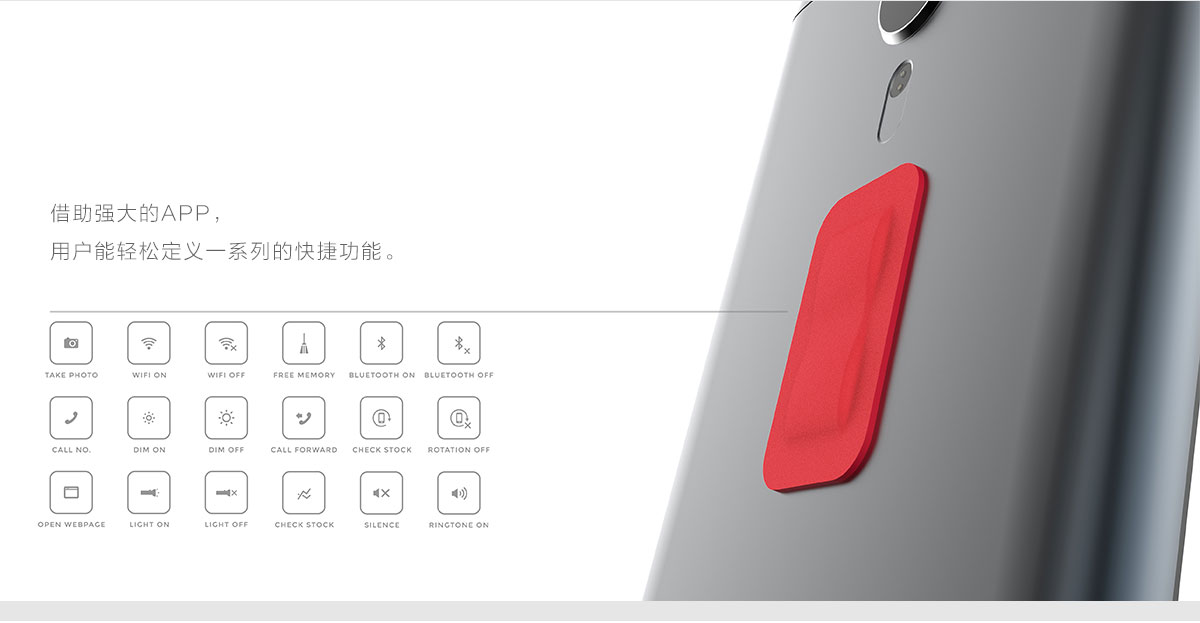 借助强大的APP，
用户能轻松定义一系列的快捷功能。
TAKE PHOTO WIFI ON WIFI OFF FREE MEMORY BLUETOOTH ON BLUETOOTH OFF
CALL NO. DIM ON DIM OFF CALL FORWARD CHECK STOCK ROTATION OFF
OPEN WEBPAGE LIGHT ON LIGHT OFF CHECK STOCK SILENCE RINGTONE ON